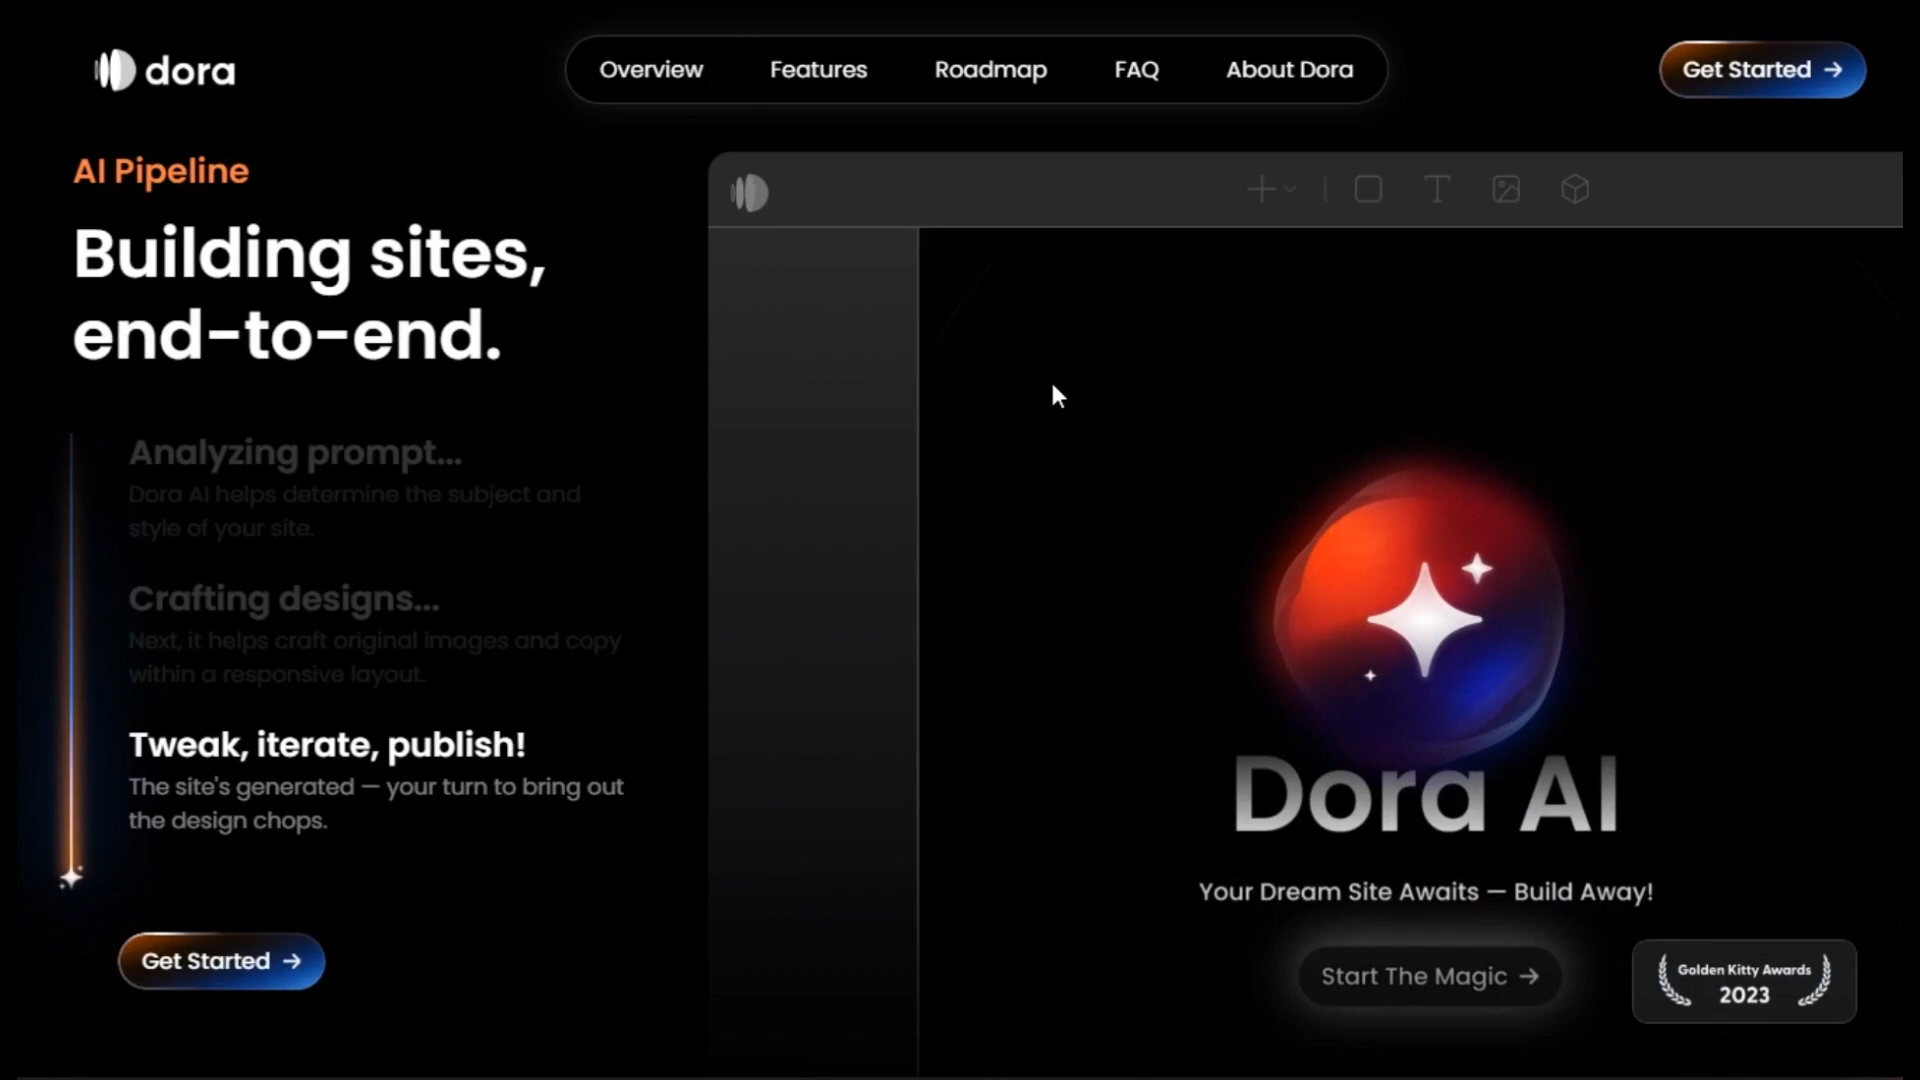 dora
Overview
Features
Roadmap
FAQ
About Dora
Get Started →
AI Pipeline
Building sites,
end-to-end.
Analyzing prompt...
Dora AI helps determine the subject and
style of your site.
Crafting designs...
Next, it helps craft original images and copy
within a responsive layout.
Tweak, iterate, publish!
The site's generated — your turn to bring out
the design chops.
Get Started →
Dora AI
Your Dream Site Awaits — Build Away!
Start The Magic →
Golden Kitty Awards
2023